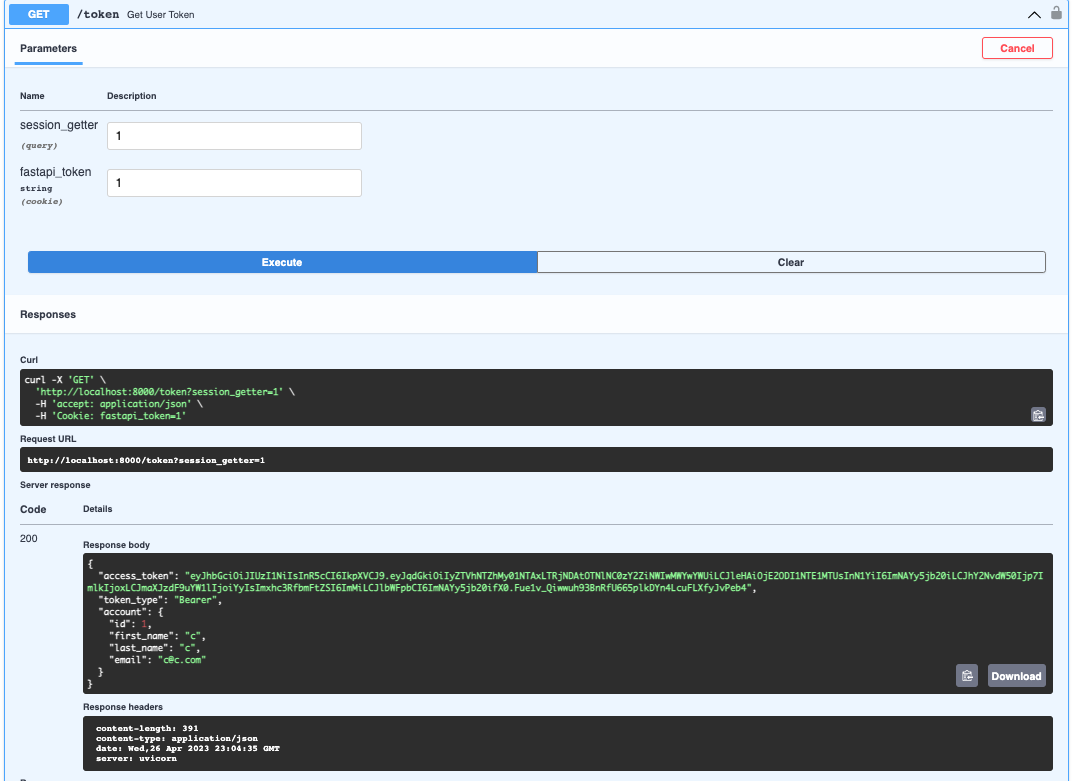 GET /token Get User Token
Parameters
Cancel
Name Description
session_getter
(query)
1
fastapi_token
string
(cookie)
1
Execute
Clear
Responses
Curl
curl -X 'GET' \
'http://localhost:8000/token?session_getter=1' \
-H 'accept: application/json' \
-H 'Cookie: fastapi_token=1'
Request URL
http://localhost:8000/token?session_getter=1
Server response
Code Details
200
Response body
{
"access_token":
"token_type": "Bearer",
"account": {
"id": 1,
"first_name": "c",
"last_name": "c",
"email": "c@c.com"
}
}
Download
Response headers
content-length: 391
content-type: application/json
date: Wed,26 Apr 2023 23:04:35 GMT
server: uvicorn